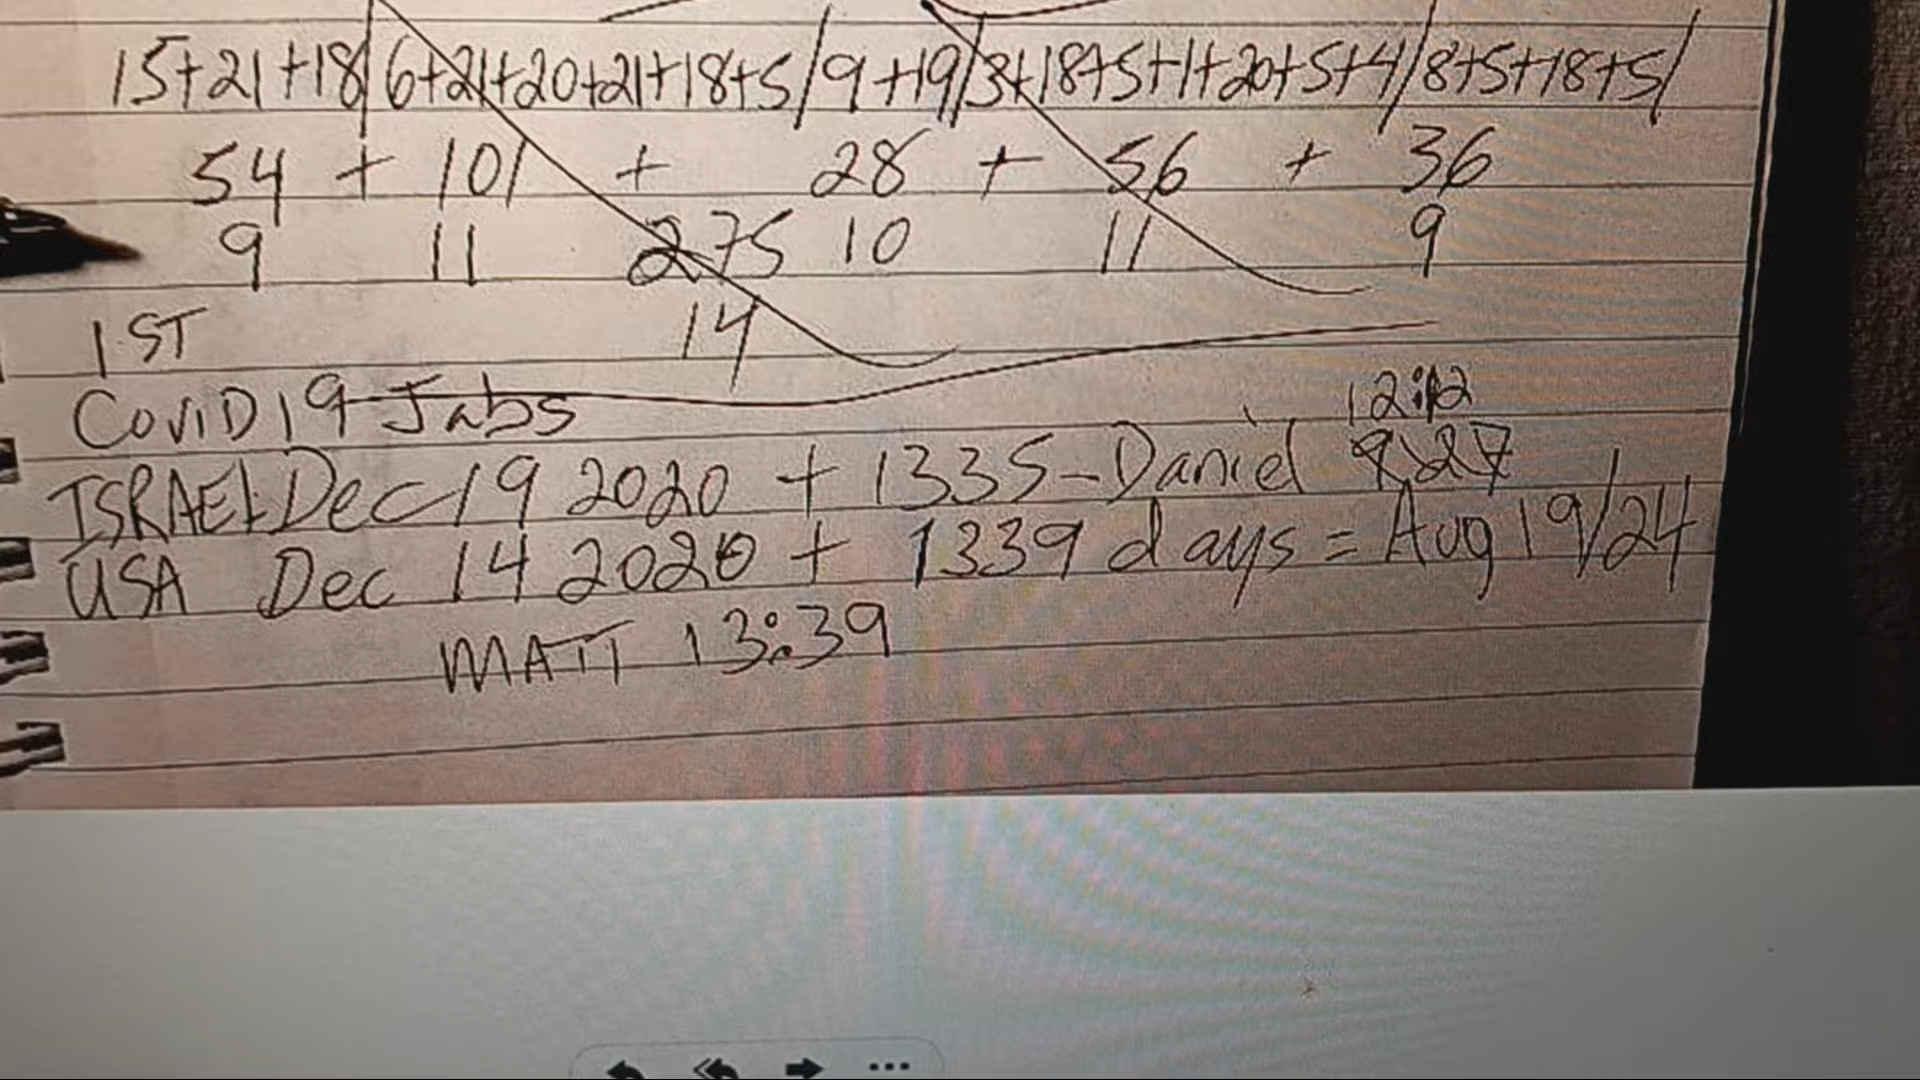 15+21+18/6+21+20+21+18+5/9+19/3+18+5+1+20+5+4/8+5+18+5/
54 + 101 + 28 + 56 + 36
9 11 275 10 11 9
1ST 14
COVID19 Jabs
12:12
ISRAEL Dec 19 2020 + 1335-Daniel 9:27
USA Dec 14 2020 + 1339 days = Aug 19/24
MATT 13:39